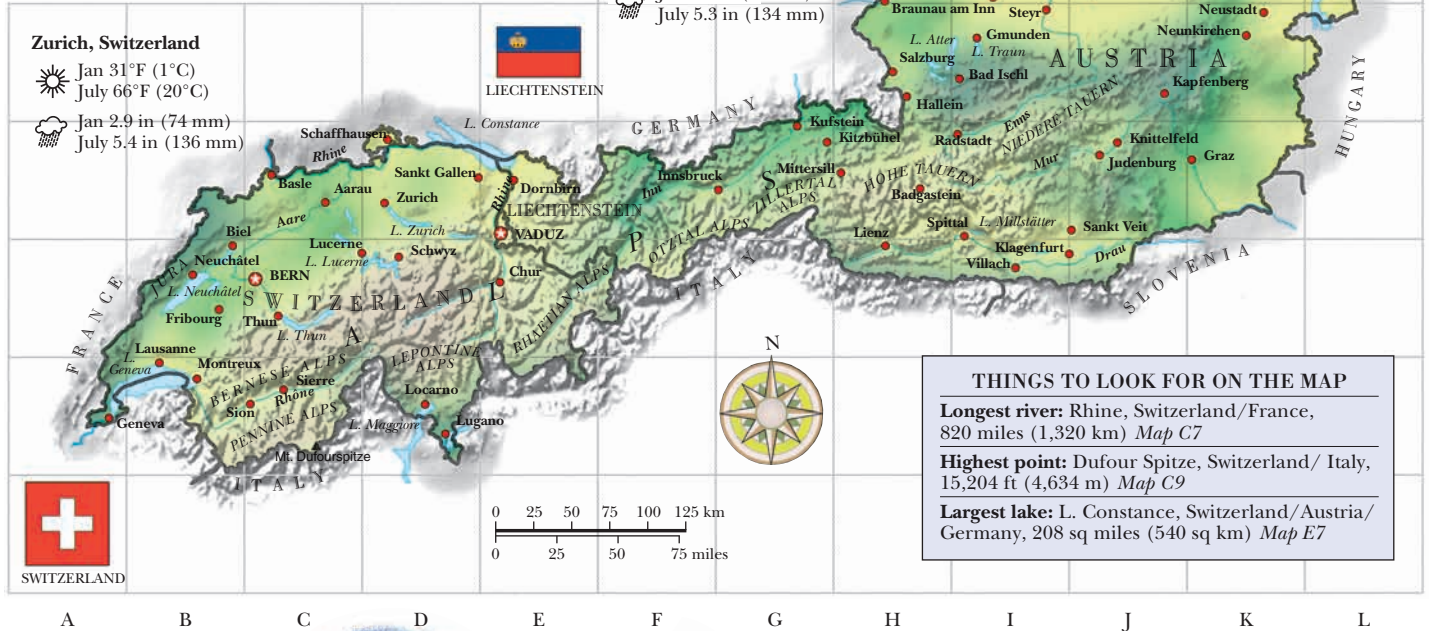 July 5.3 in (134 mm)
Zurich, Switzerland
Jan 31°F (1°C)
July 66°F (20°C)
Jan 2.9 in (74 mm)
July 5.4 in (136 mm)
LIECHTENSTEIN
Braunau am Inn
Steyr
Neustadt
Neunkirchen
L. Atter
Gmunden
L. Traun
Salzburg
AUSTRIA
Bad Ischl
Kapfenberg
Hallein
HUNGARY
GERMANY
L. Constance
Schaffhausen
Rhine
Kufstein
Kitzbühel
Radstadt
Enns
NIEDERE TAUERN
Knittelfeld
Mur
Judenburg
Graz
Basle
Aarau
Sankt Gallen
Zurich
Rhine
Dornbirn
Inn
Innsbruck
Mittersill
S
ZILLERTAL
ALPS
HOHE TAUERN
Badgastein
Aare
LIECHTENSTEIN
L. Zurich
VADUZ
P
OTZTAL ALPS
Spittal
L. Millstätter
Sankt Veit
Biel
Lucerne
L. Lucerne
Schwyz
Lienz
Klagenfurt
Villach
Drau
JURA
Neuchâtel
BERN
Chur
ITALY
SLOVENIA
L. Neuchâtel
SWITZERLAND
L
RHAETIAN ALPS
Fribourg
Thun
L. Thun
A
FRANCE
Lausanne
L.
Geneva
Montreux
BERNESE ALPS
LEPONTINE
ALPS
Sierre
Rhône
Sion
Locarno
PENNINE ALPS
Geneva
L. Maggiore
Lugano
Mt. Dufourspitze
ITALY
N
THINGS TO LOOK FOR ON THE MAP
Longest river: Rhine, Switzerland/France,
820 miles (1,320 km) Map C7
Highest point: Dufour Spitze, Switzerland/ Italy,
15,204 ft (4,634 m) Map C9
Largest lake: L. Constance, Switzerland/Austria/
Germany, 208 sq miles (540 sq km) Map E7
0 25 50 75 100 125 km
0 25 50 75 miles
SWITZERLAND
A B C D E F G H I J K L